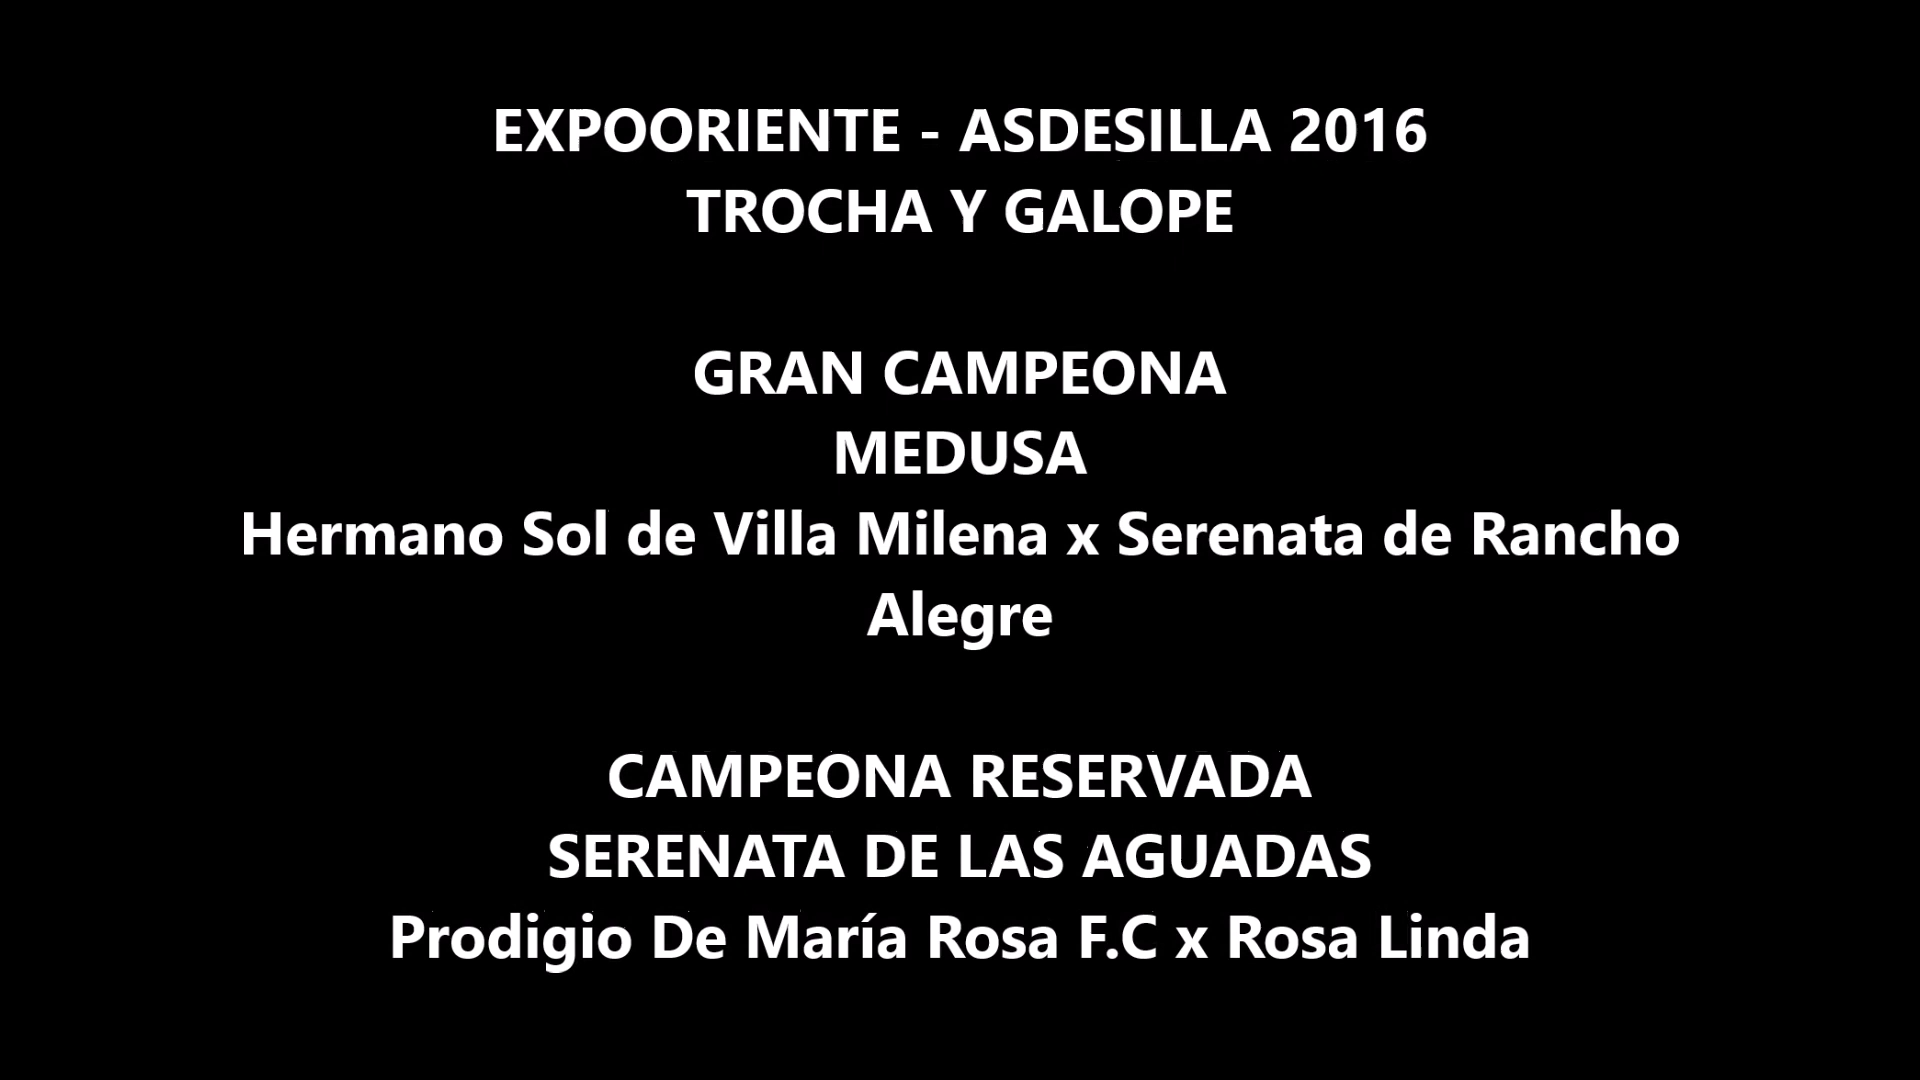 EXPOORIENTE - ASDESILLA 2016
TROCHA Y GALOPE
GRAN CAMPEONA
MEDUSA
Hermano Sol de Villa Milena x Serenata de Rancho
Alegre
CAMPEONA RESERVADA
SERENATA DE LAS AGUADAS
Prodigio De María Rosa F.C x Rosa Linda